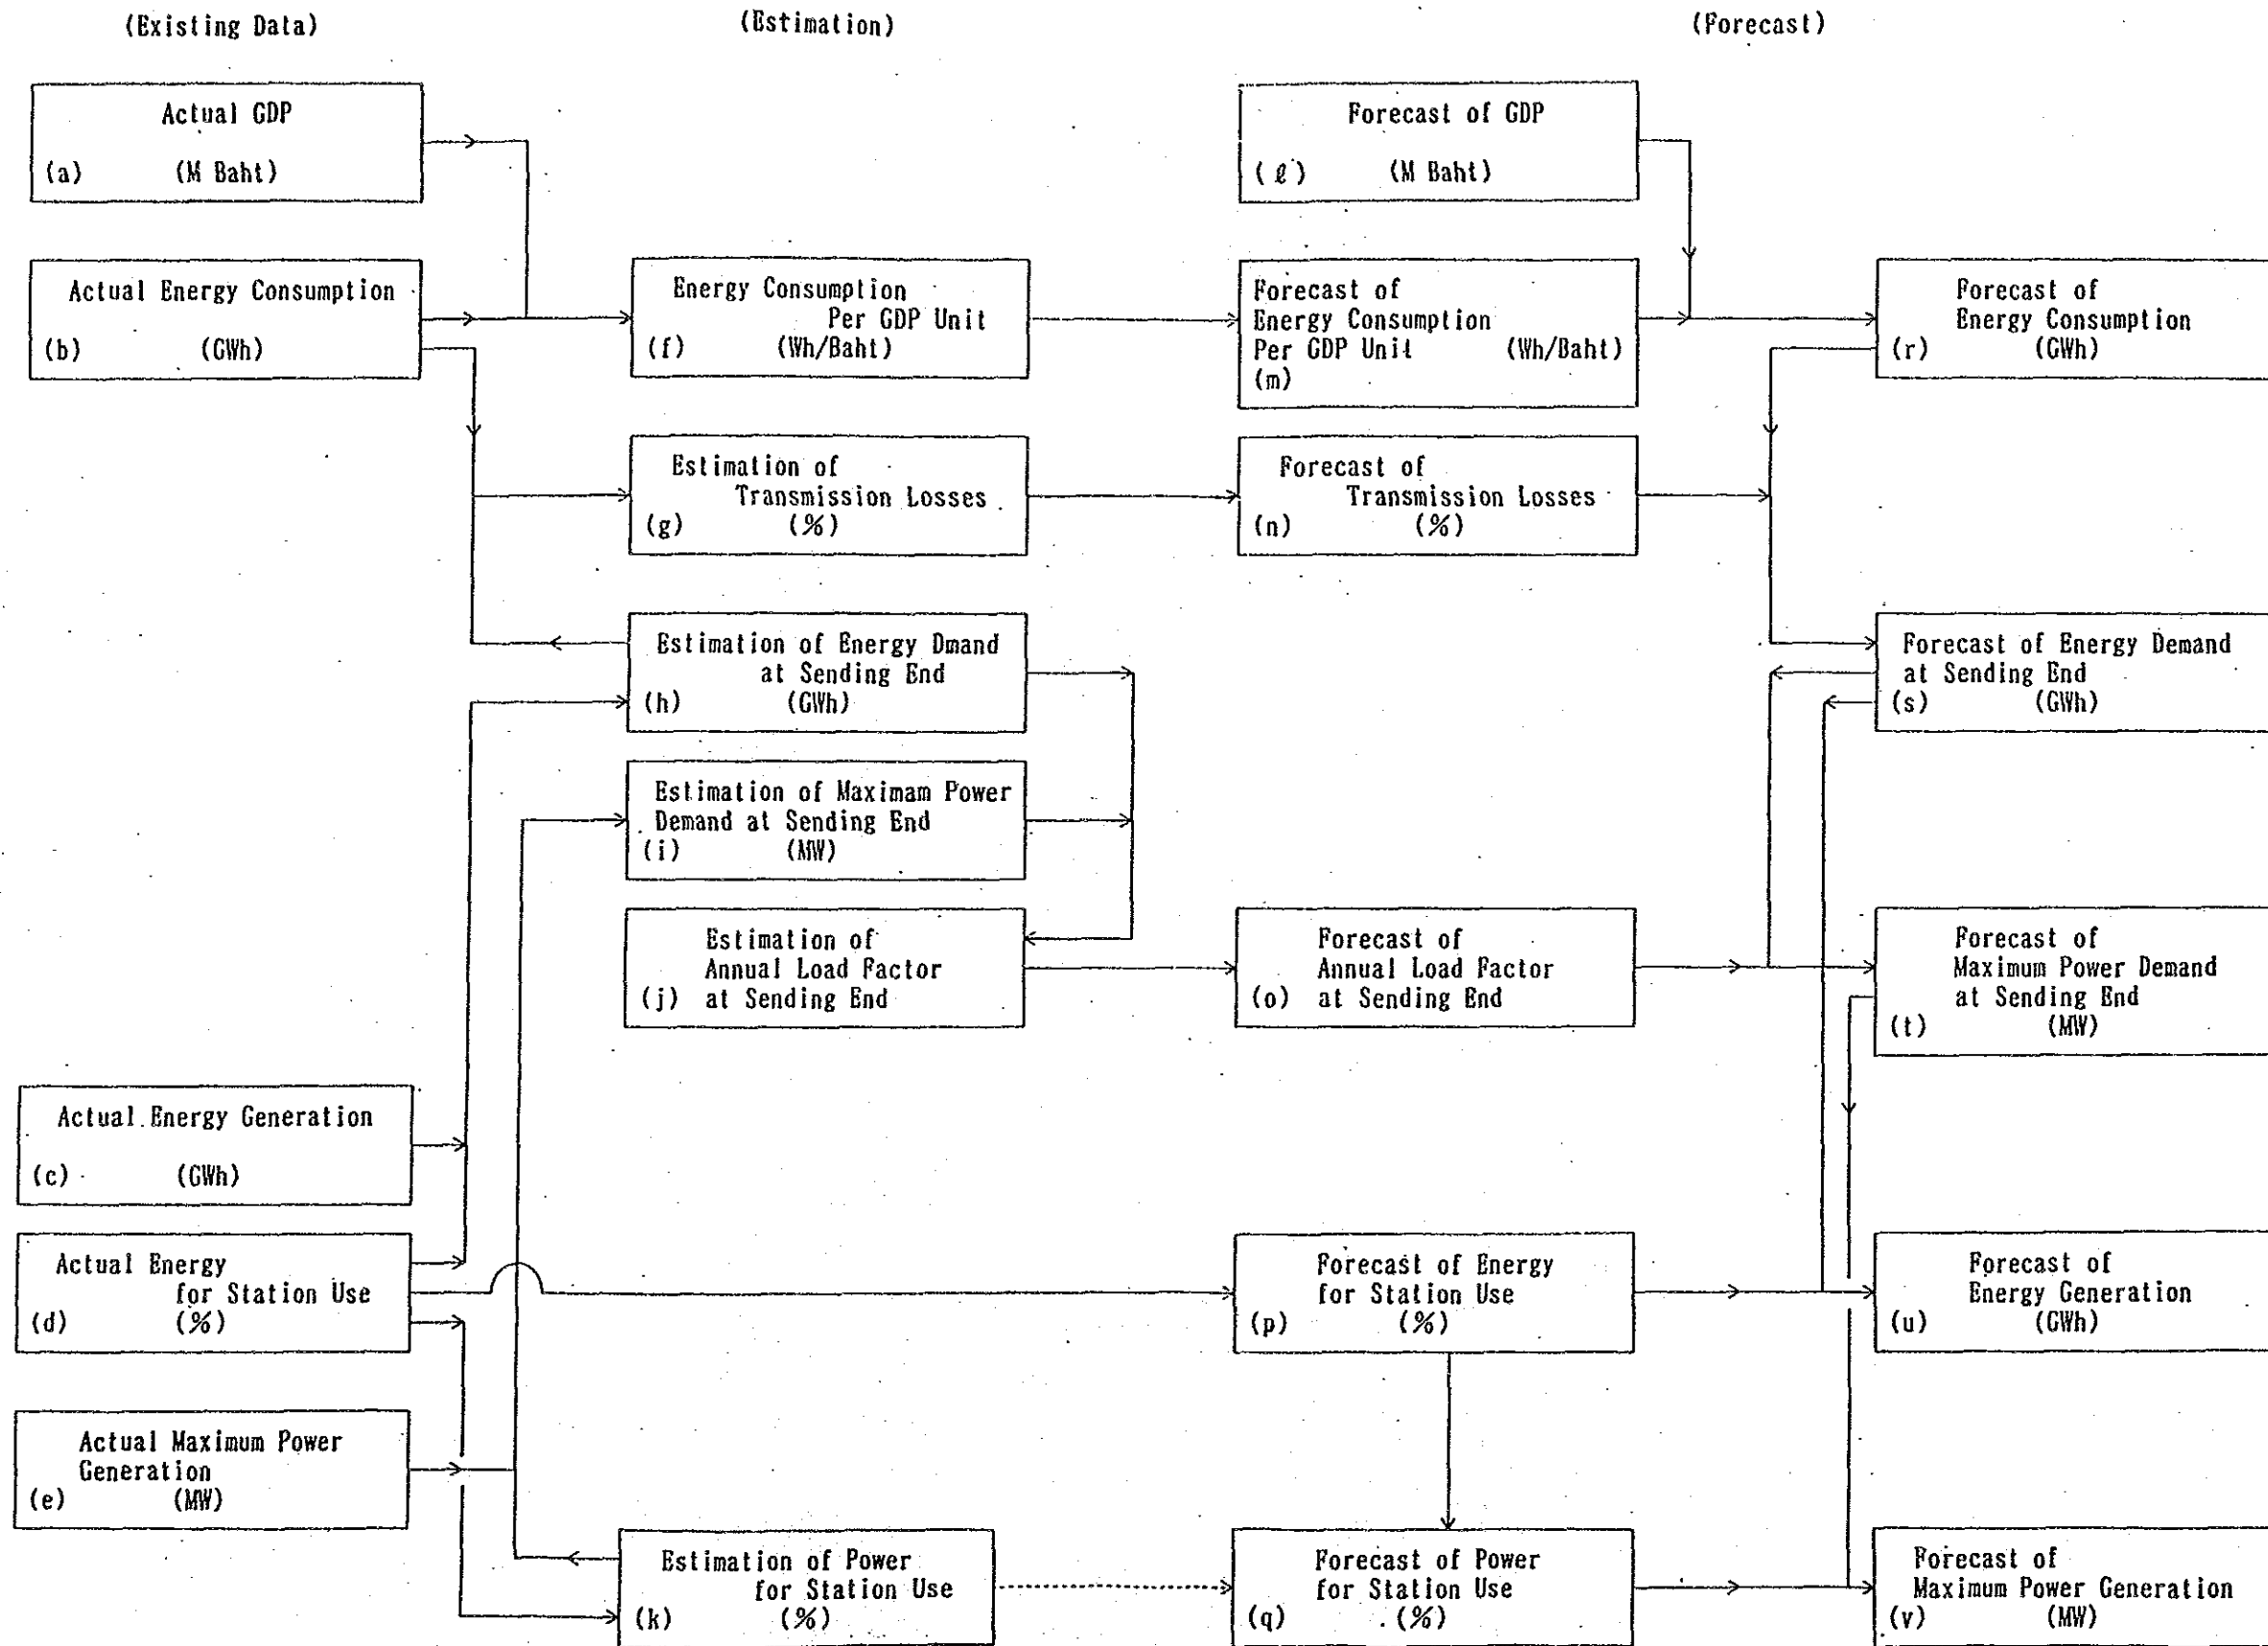 (Existing Data)
(Estimation)
(Forecast)
Actual GDP
(a) (M Baht)
Forecast of GDP
(ℓ) (M Baht)
Actual Energy Consumption
(b) (GWh)
Energy Consumption
Per GDP Unit
(f) (Wh/Baht)
Forecast of
Energy Consumption
Per GDP Unit (Wh/Baht)
(m)
Forecast of
Energy Consumption
(r) (GWh)
Estimation of
Transmission Losses
(g) (%)
Forecast of
Transmission Losses
(n) (%)
Estimation of Energy Dmand
at Sending End
(h) (GWh)
Forecast of Energy Demand
at Sending End
(s) (GWh)
Estimation of Maximam Power
Demand at Sending End
(i) (MW)
Estimation of
Annual Load Factor
(j) at Sending End
Forecast of
Annual Load Factor
(o) at Sending End
Forecast of
Maximum Power Demand
at Sending End
(t) (MW)
Actual Energy Generation
(c) (GWh)
Actual Energy
for Station Use
(d) (%)
Forecast of Energy
for Station Use
(p) (%)
Forecast of
Energy Generation
(u) (GWh)
Actual Maximum Power
Generation
(e) (MW)
Estimation of Power
for Station Use
(k) (%)
Forecast of Power
for Station Use
(q) (%)
Forecast of
Maximum Power Generation
(v) (MW)